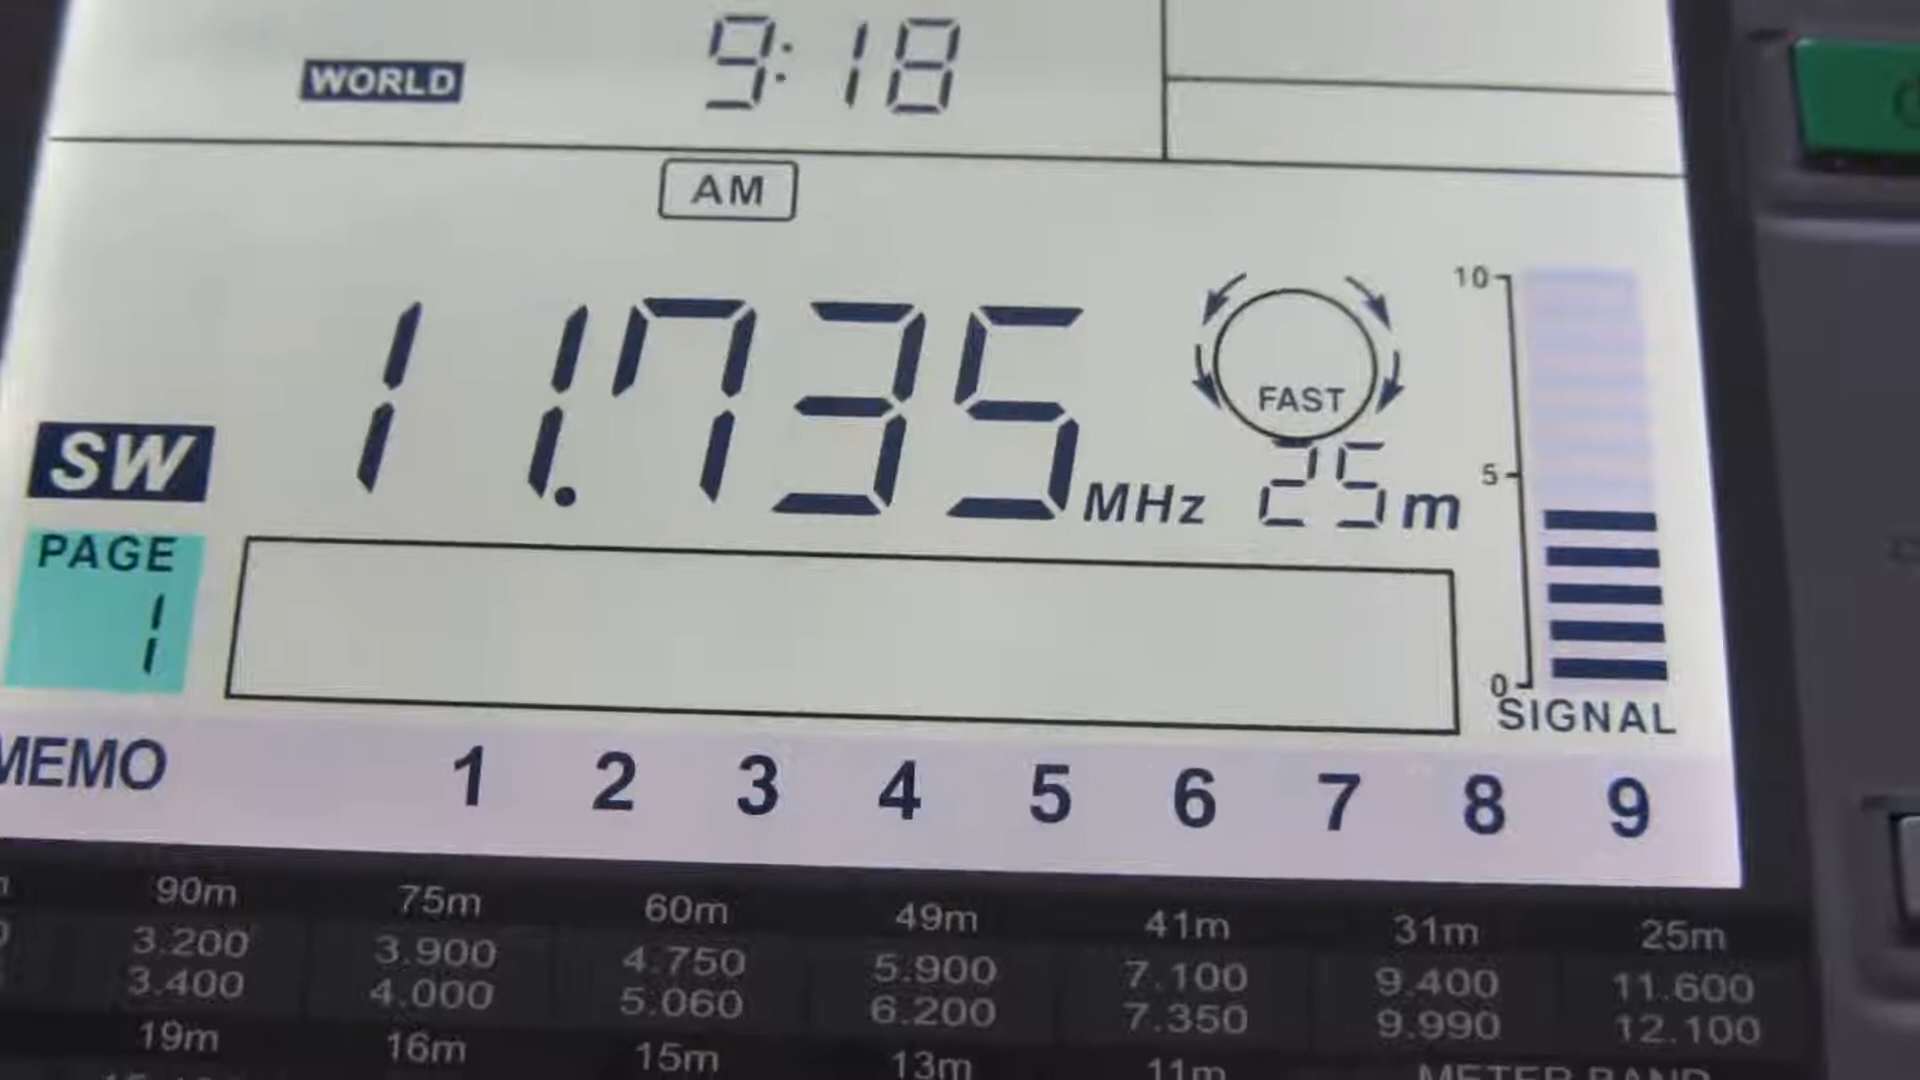 WORLD 9:18
AM
10
FAST
11.735 MHz 25m
5
SW
PAGE
1
0
SIGNAL
MEMO 1 2 3 4 5 6 7 8 9
90m 75m 60m 49m 41m 31m 25m
3.200 3.900 4.750 5.900 7.100 9.400 11.600
3.400 4.000 5.060 6.200 7.350 9.990 12.100
19m 16m 15m 13m 11m METER BAND